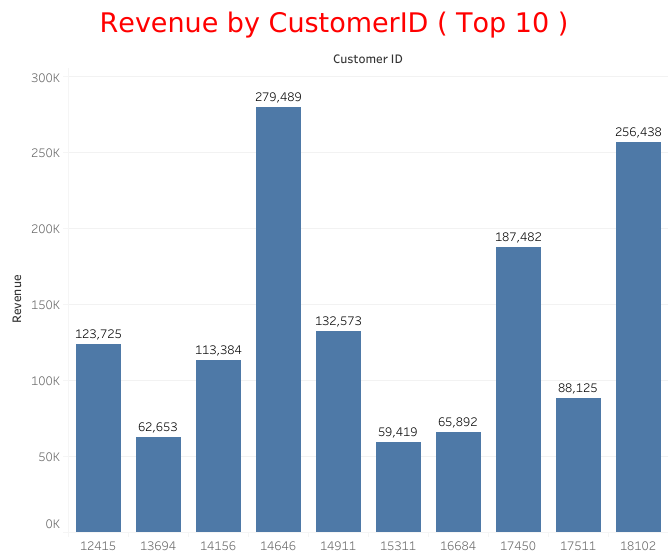 Revenue by CustomerID ( Top 10 )
Customer ID
300K
250K
200K
150K
100K
50K
0K
Revenue
123,725
62,653
113,384
279,489
132,573
59,419
65,892
187,482
88,125
256,438
12415 13694 14156 14646 14911 15311 16684 17450 17511 18102